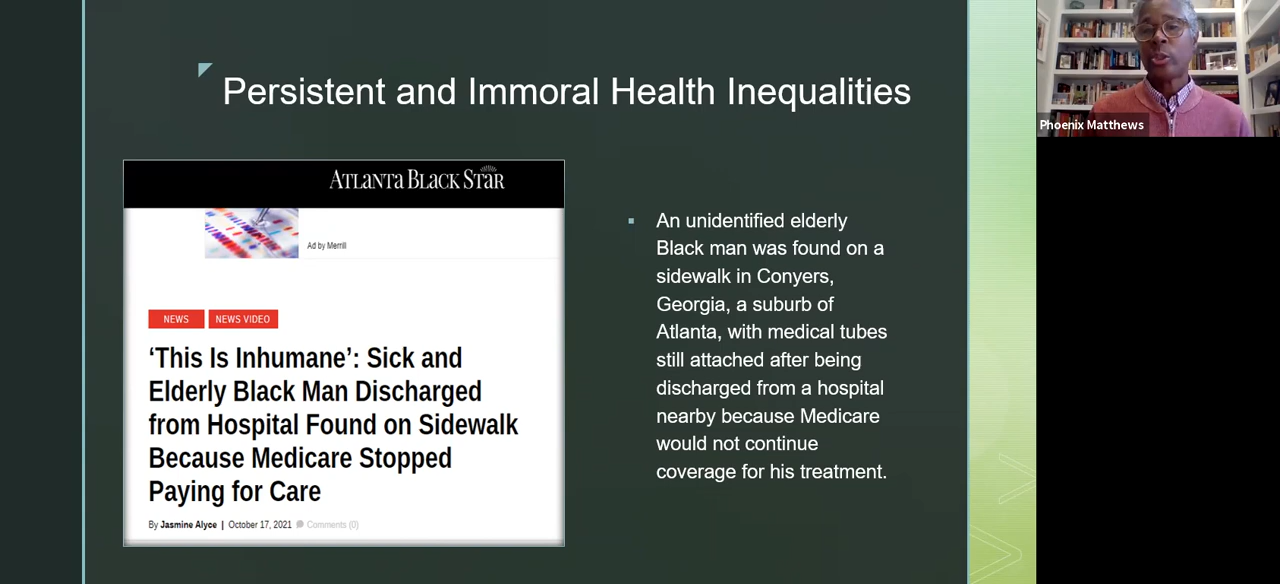 Persistent and Immoral Health Inequalities
ATLANTA BLACK STAR
Ad by Merrill
NEWS
NEWS VIDEO
‘This Is Inhumane’: Sick and
Elderly Black Man Discharged
from Hospital Found on Sidewalk
Because Medicare Stopped
Paying for Care
By Jasmine Alyce | October 17, 2021 Comments (0)
An unidentified elderly
Black man was found on a
sidewalk in Conyers,
Georgia, a suburb of
Atlanta, with medical tubes
still attached after being
discharged from a hospital
nearby because Medicare
would not continue
coverage for his treatment.
Phoenix Matthews